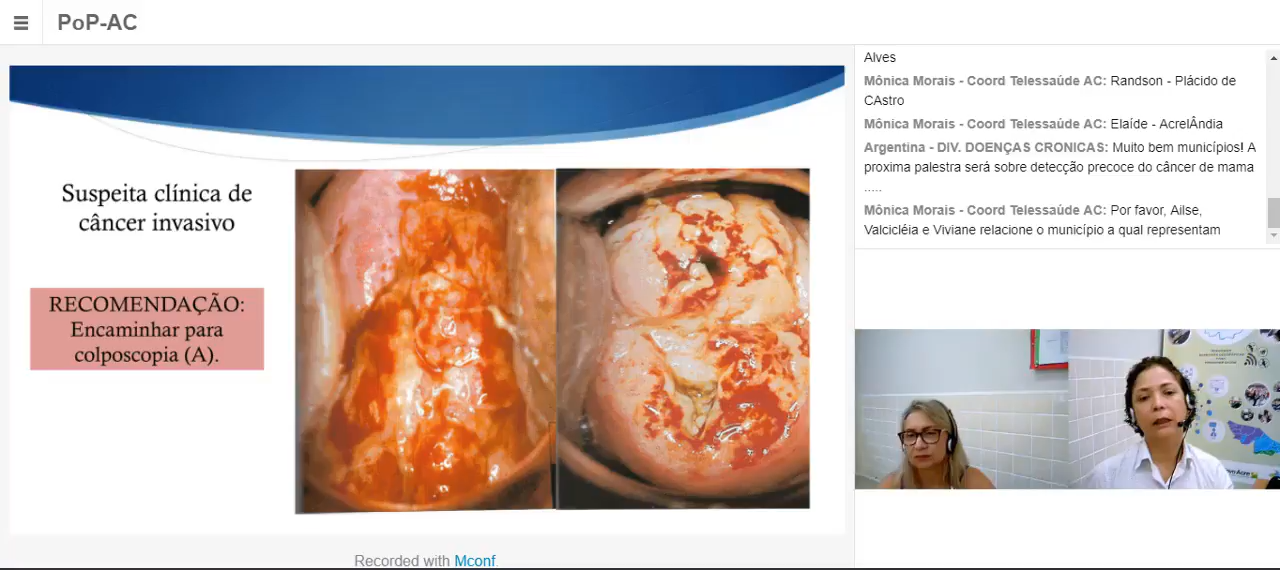 PoP-AC
Suspeita clínica de
câncer invasivo
RECOMENDAÇÃO:
Encaminhar para
colposcopia (A).
Recorded with Mconf.
Alves
Mônica Morais - Coord Telessaúde AC: Randson - Plácido de
CAstro
Mônica Morais - Coord Telessaúde AC: Elaíde - AcrelÂndia
Argentina - DIV. DOENÇAS CRONICAS: Muito bem municípios! A
proxima palestra será sobre detecção precoce do câncer de mama
.....
Mônica Morais - Coord Telessaúde AC: Por favor, Ailse,
Valcicléia e Viviane relacione o município a qual representam